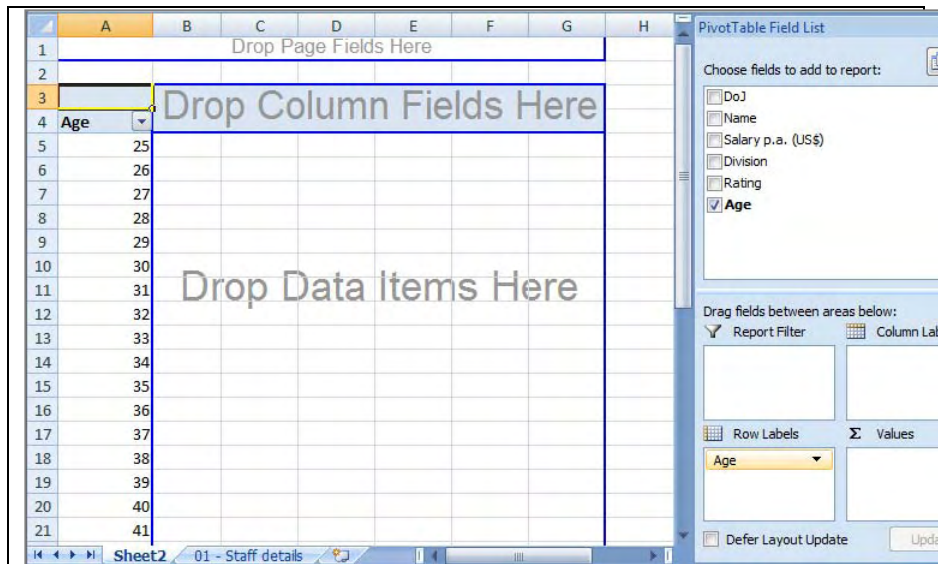 A B C D E F G H
1 Drop Page Fields Here
2
3 Drop Column Fields Here
4 Age
5 25
6 26
7 27
8 28
9 29
10 30
11 31 Drop Data Items Here
12 32
13 33
14 34
15 35
16 36
17 37
18 38
19 39
20 40
21 41
Sheet2 01 - Staff details
PivotTable Field List
Choose fields to add to report:
DoJ
Name
Salary p.a. (US$)
Division
Rating
Age
Drag fields between areas below:
Report Filter Column Lab
Row Labels Σ Values
Age
Defer Layout Update Upda